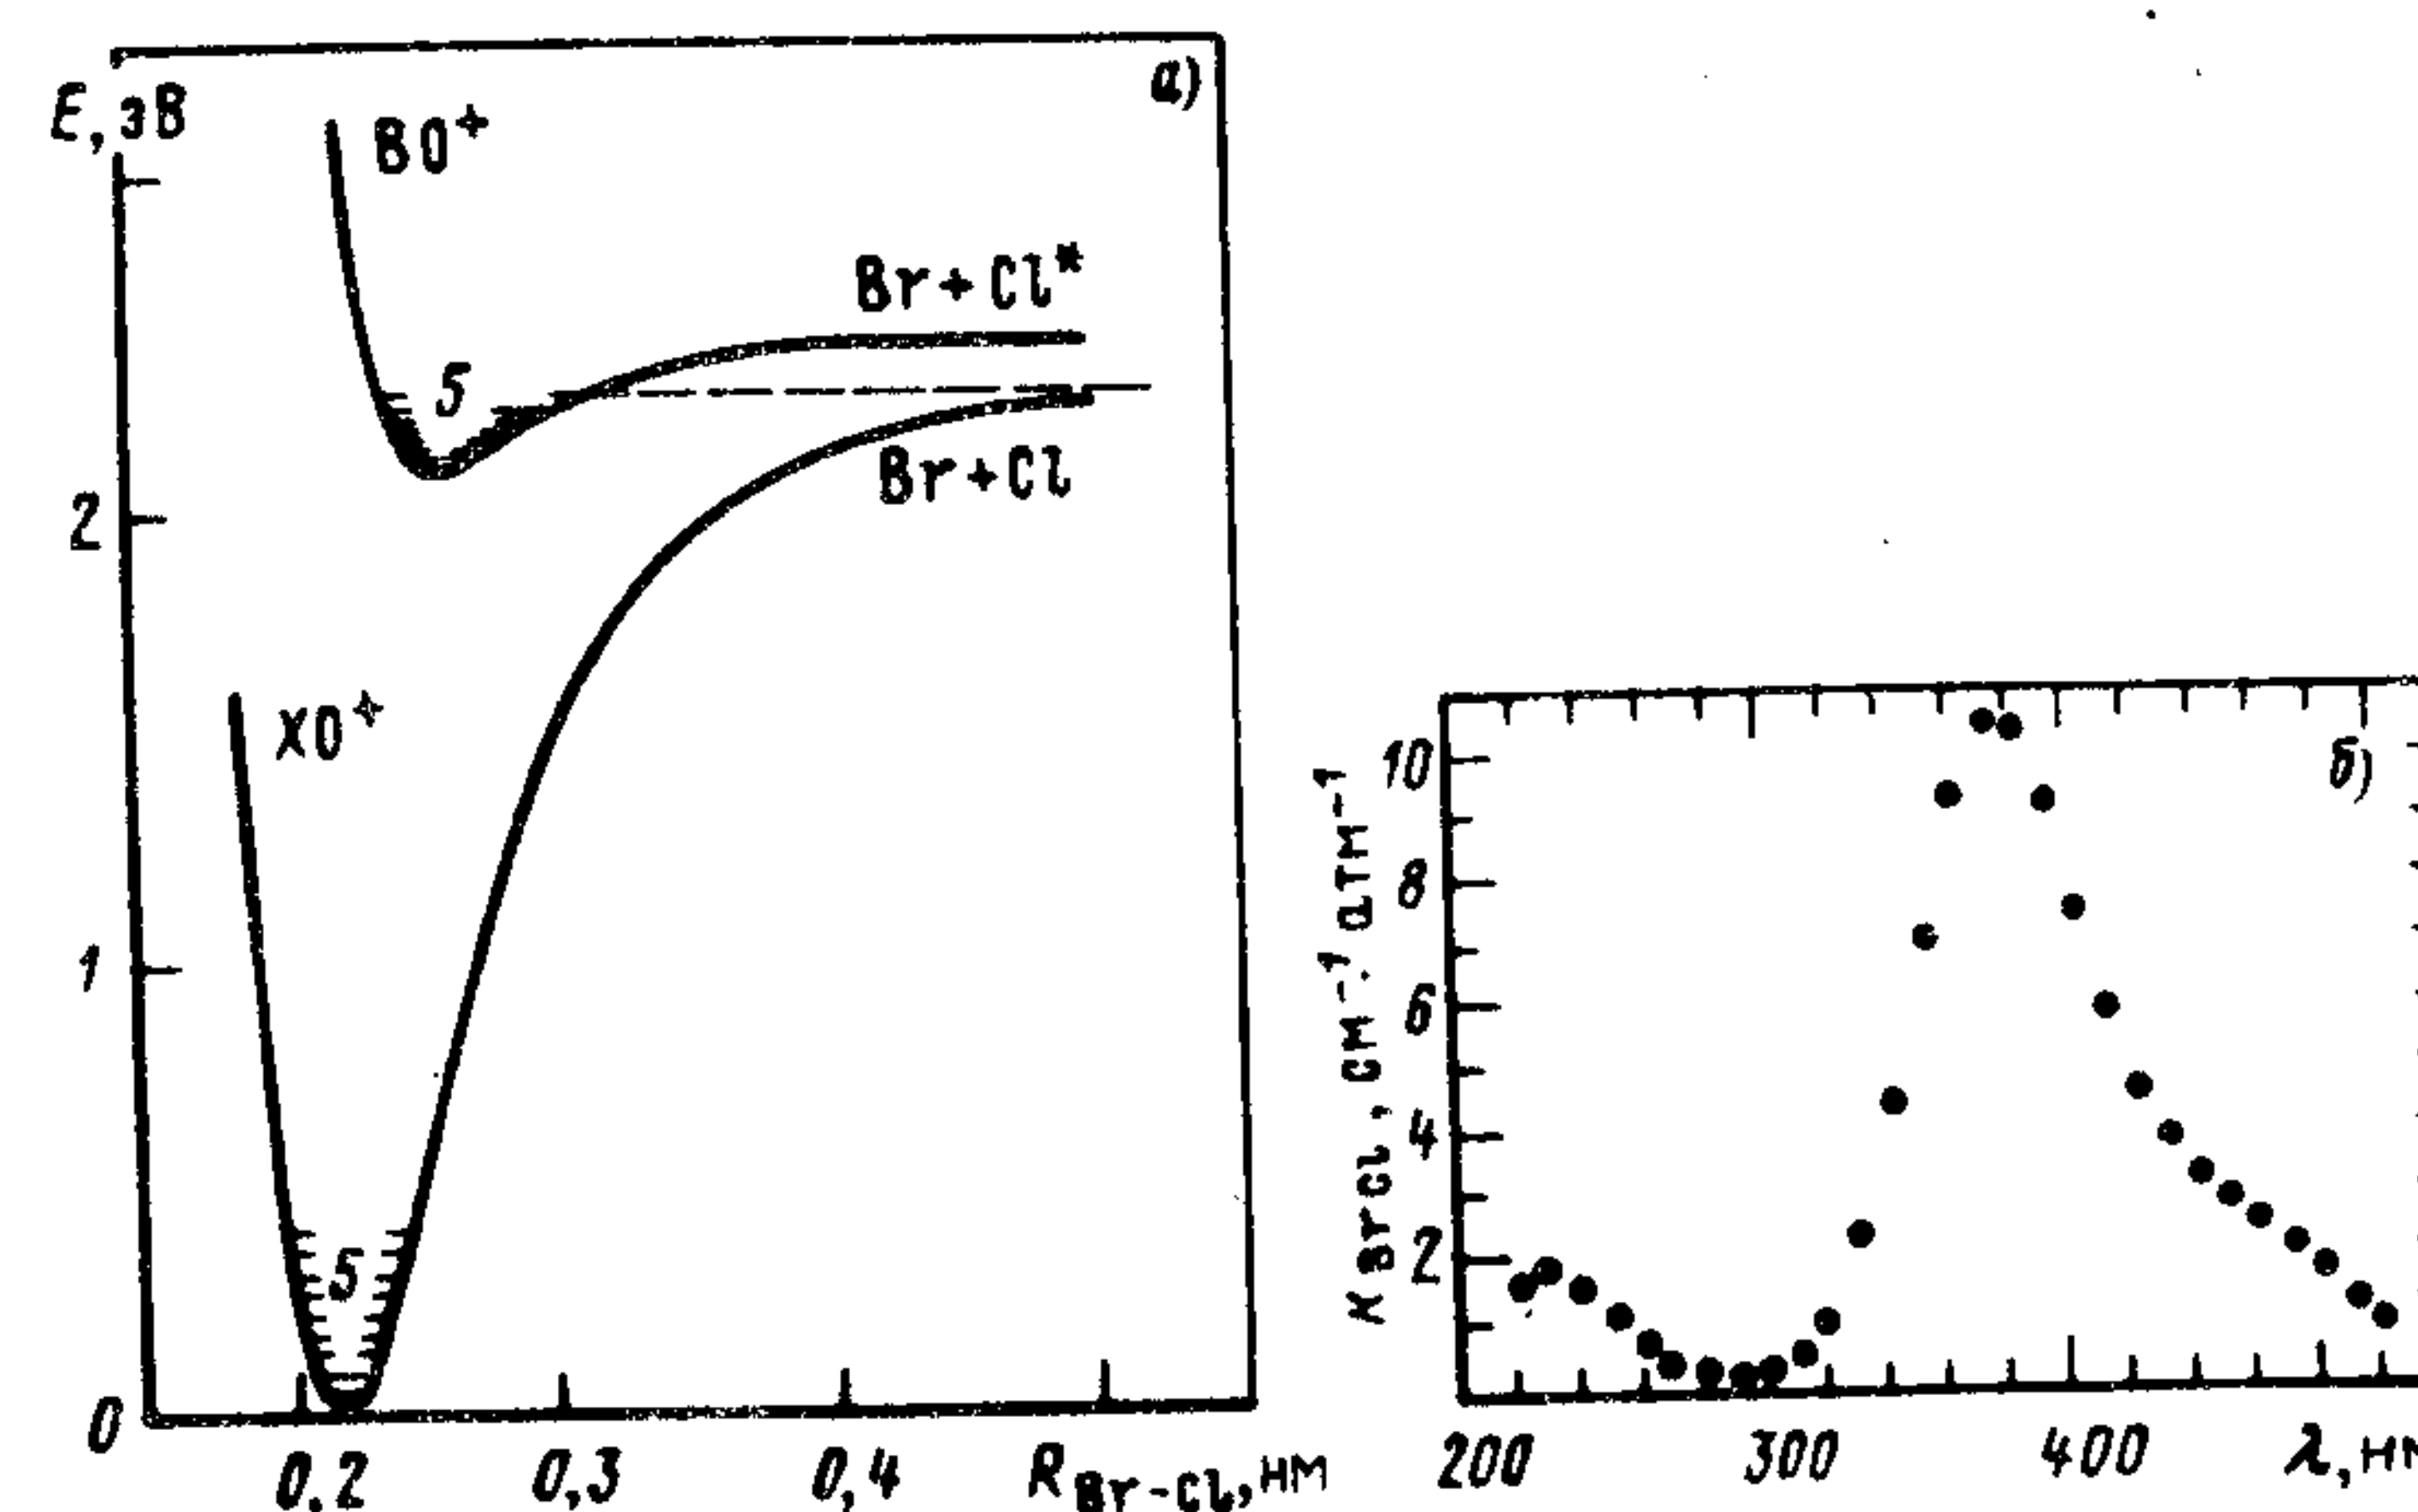 а)
E, эВ
B0⁺
Br+Cl*
5
Br+Cl
2
X0⁺
1
5
0
0,2 0,3 0,4 R Br-Cl, нм
б)
κ BrCl, см⁻¹·атм⁻¹
10
8
6
4
2
200 300 400 λ, нм